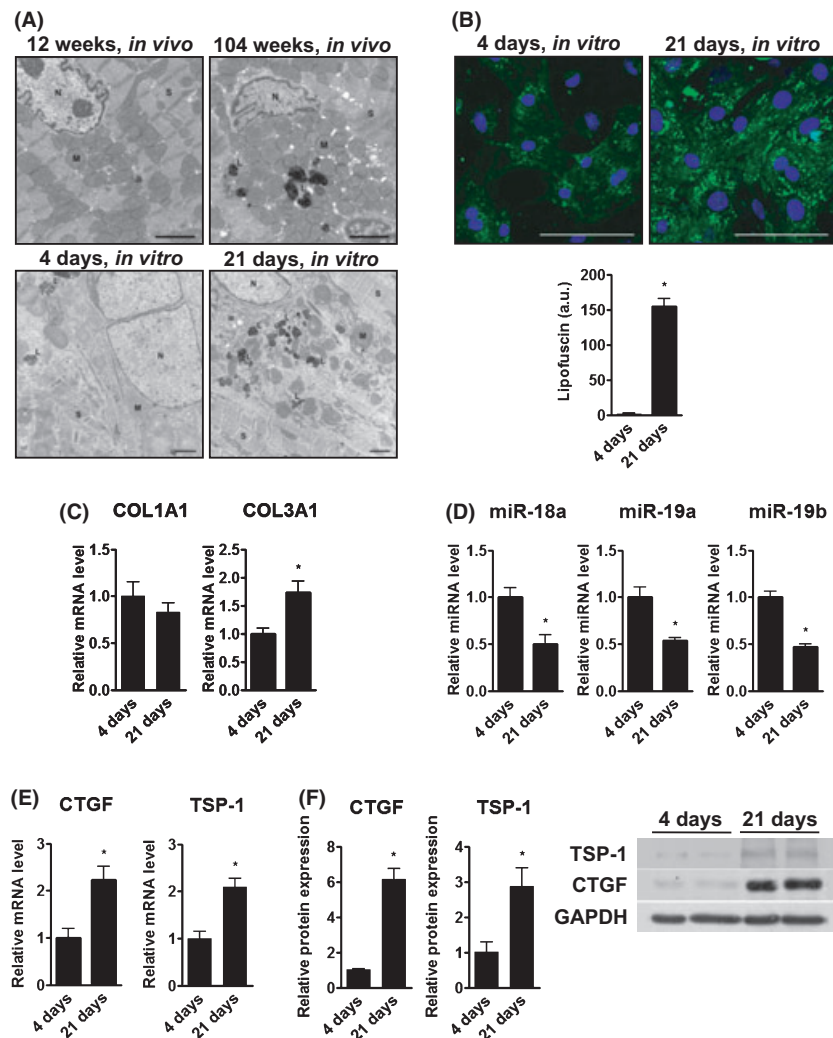 (A)
12 weeks, in vivo
104 weeks, in vivo
N
S
M
N
S
M
L
4 days, in vitro
21 days, in vitro
L
N
S
M
N
S
M
L
L
(B)
4 days, in vitro
21 days, in vitro
Lipofuscin (a.u.)
200
150
100
50
0
*
4 days
21 days
(C)
COL1A1
Relative mRNA level
1.5
1.0
0.5
0.0
4 days
21 days
COL3A1
Relative mRNA level
2.5
2.0
1.5
1.0
0.5
0.0
*
4 days
21 days
(D)
miR-18a
Relative miRNA level
1.5
1.0
0.5
0.0
*
4 days
21 days
miR-19a
Relative miRNA level
1.5
1.0
0.5
0.0
*
4 days
21 days
miR-19b
Relative miRNA level
1.5
1.0
0.5
0.0
*
4 days
21 days
(E)
CTGF
Relative mRNA level
3
2
1
0
*
4 days
21 days
TSP-1
Relative mRNA level
3
2
1
0
*
4 days
21 days
(F)
CTGF
Relative protein expression
8
6
4
2
0
*
4 days
21 days
TSP-1
Relative protein expression
4
3
2
1
0
*
4 days
21 days
4 days
21 days
TSP-1
CTGF
GAPDH